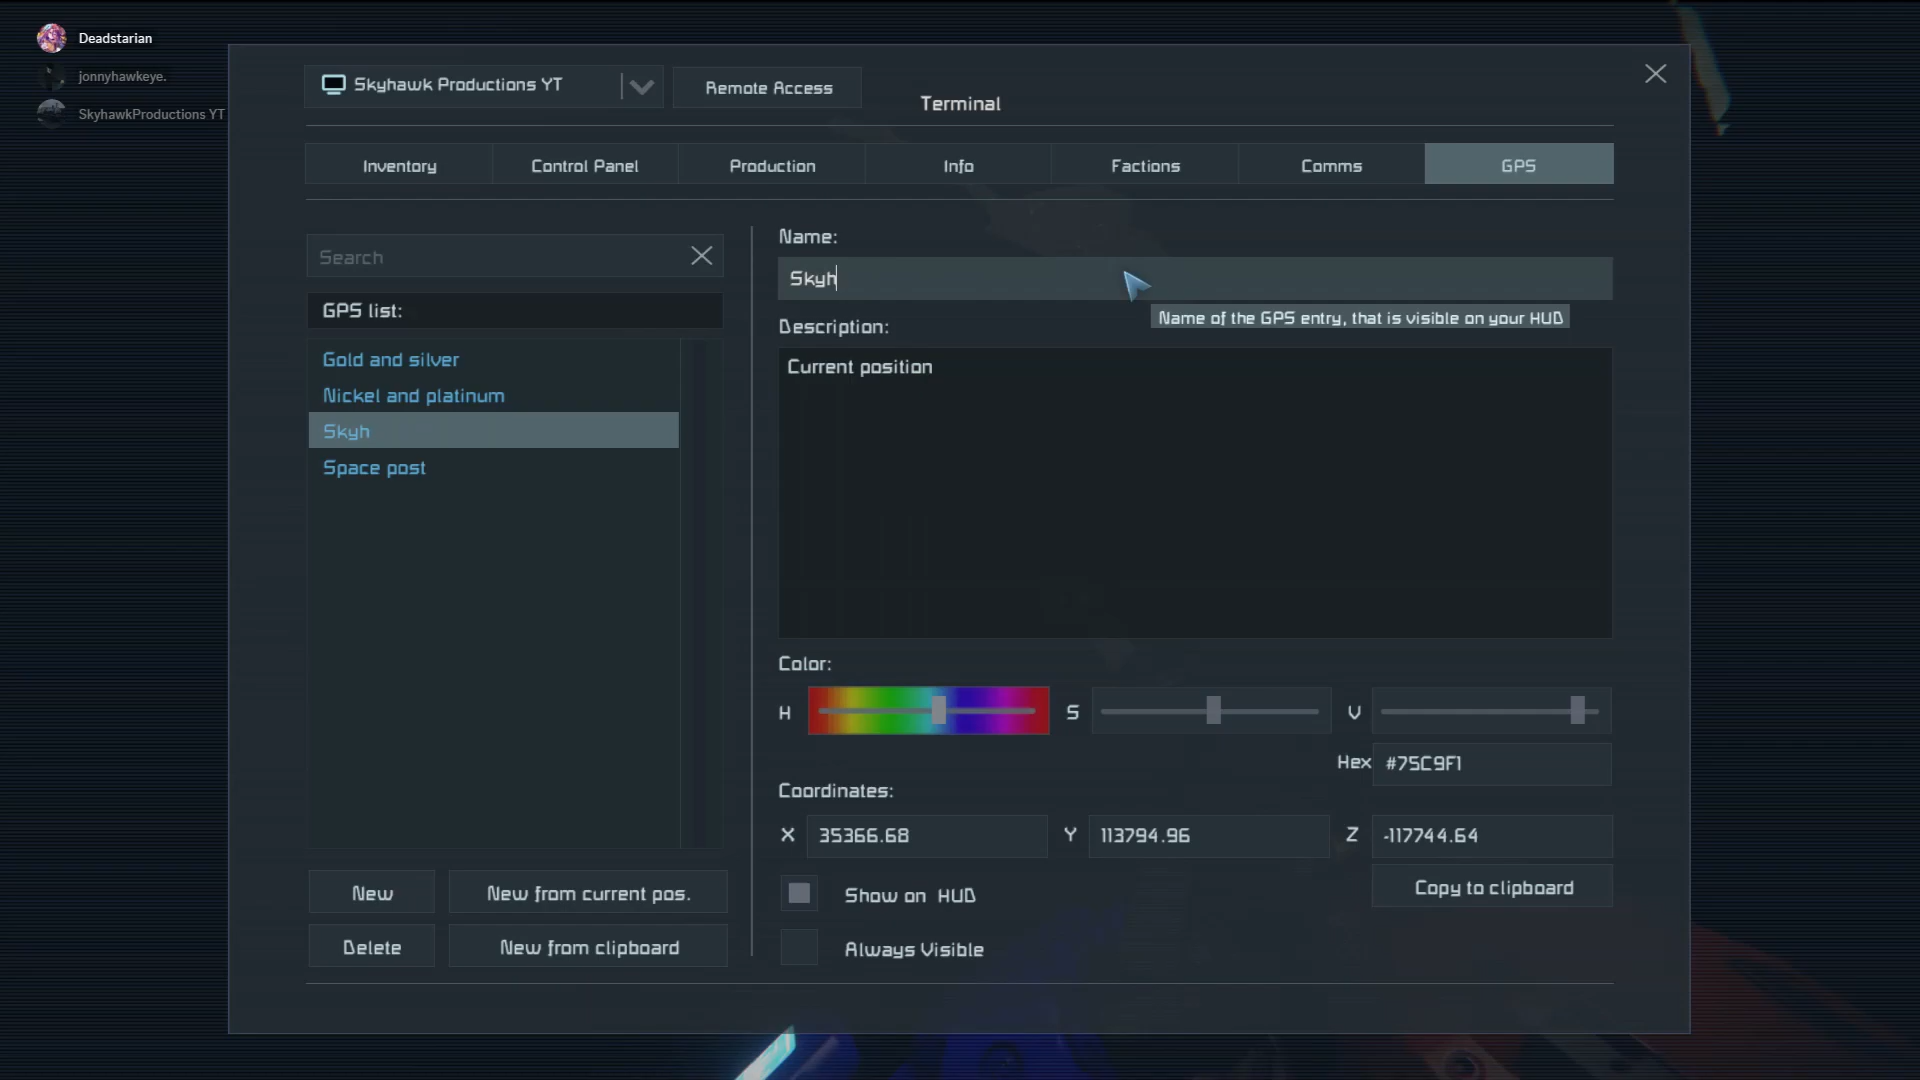 Deadstarian
jonnyhawkeye.
SkyhawkProductions YT
Skyhawk Productions YT
Remote Access
Terminal
Inventory
Control Panel
Production
Info
Factions
Comms
GPS
Search
GPS list:
Gold and silver
Nickel and platinum
Skyh
Space post
New
New from current pos.
Delete
New from clipboard
Name:
Skyh
Name of the GPS entry, that is visible on your HUD
Description:
Current position
Color:
H
S
V
Hex #75C9F1
Coordinates:
X 35366.68
Y 113794.96
Z -117744.64
Show on HUD
Copy to clipboard
Always Visible